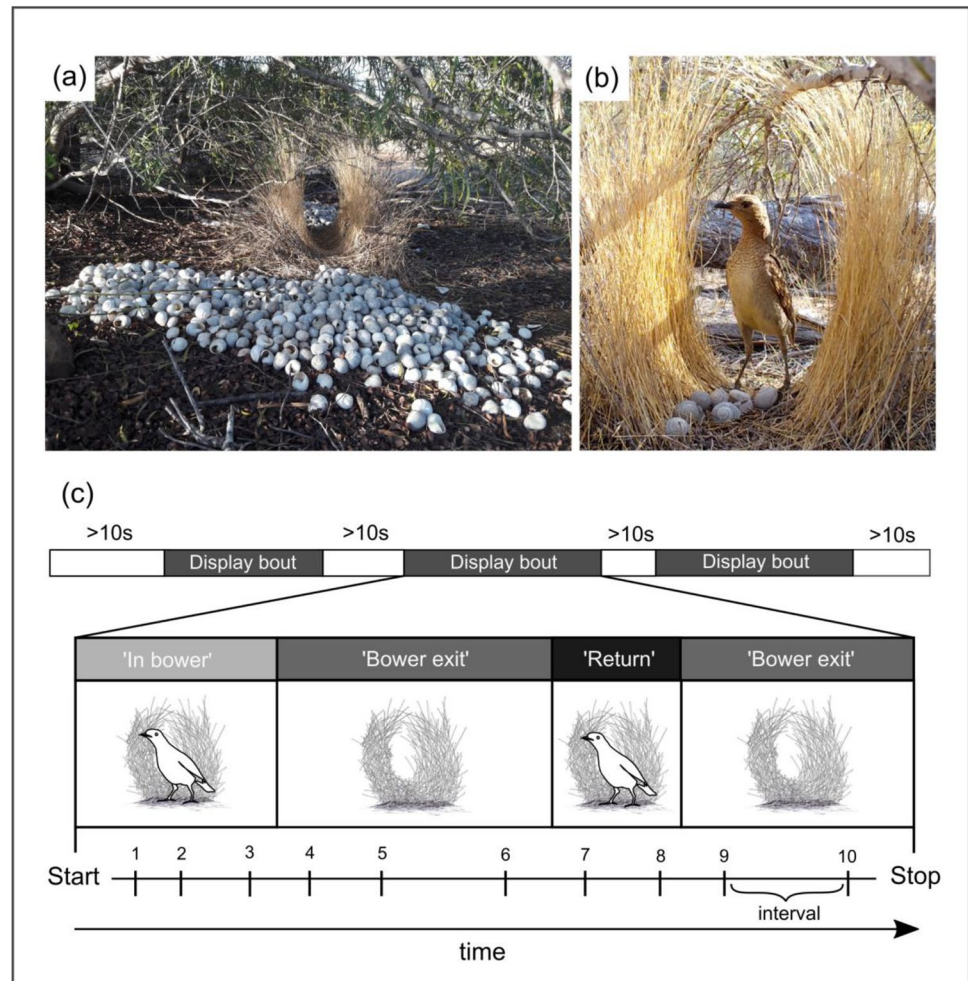 (a)
(b)
(c)
>10s >10s >10s >10s
Display bout Display bout Display bout
'In bower' 'Bower exit' 'Return' 'Bower exit'
1 2 3 4 5 6 7 8 9 10
Start Stop
interval
time